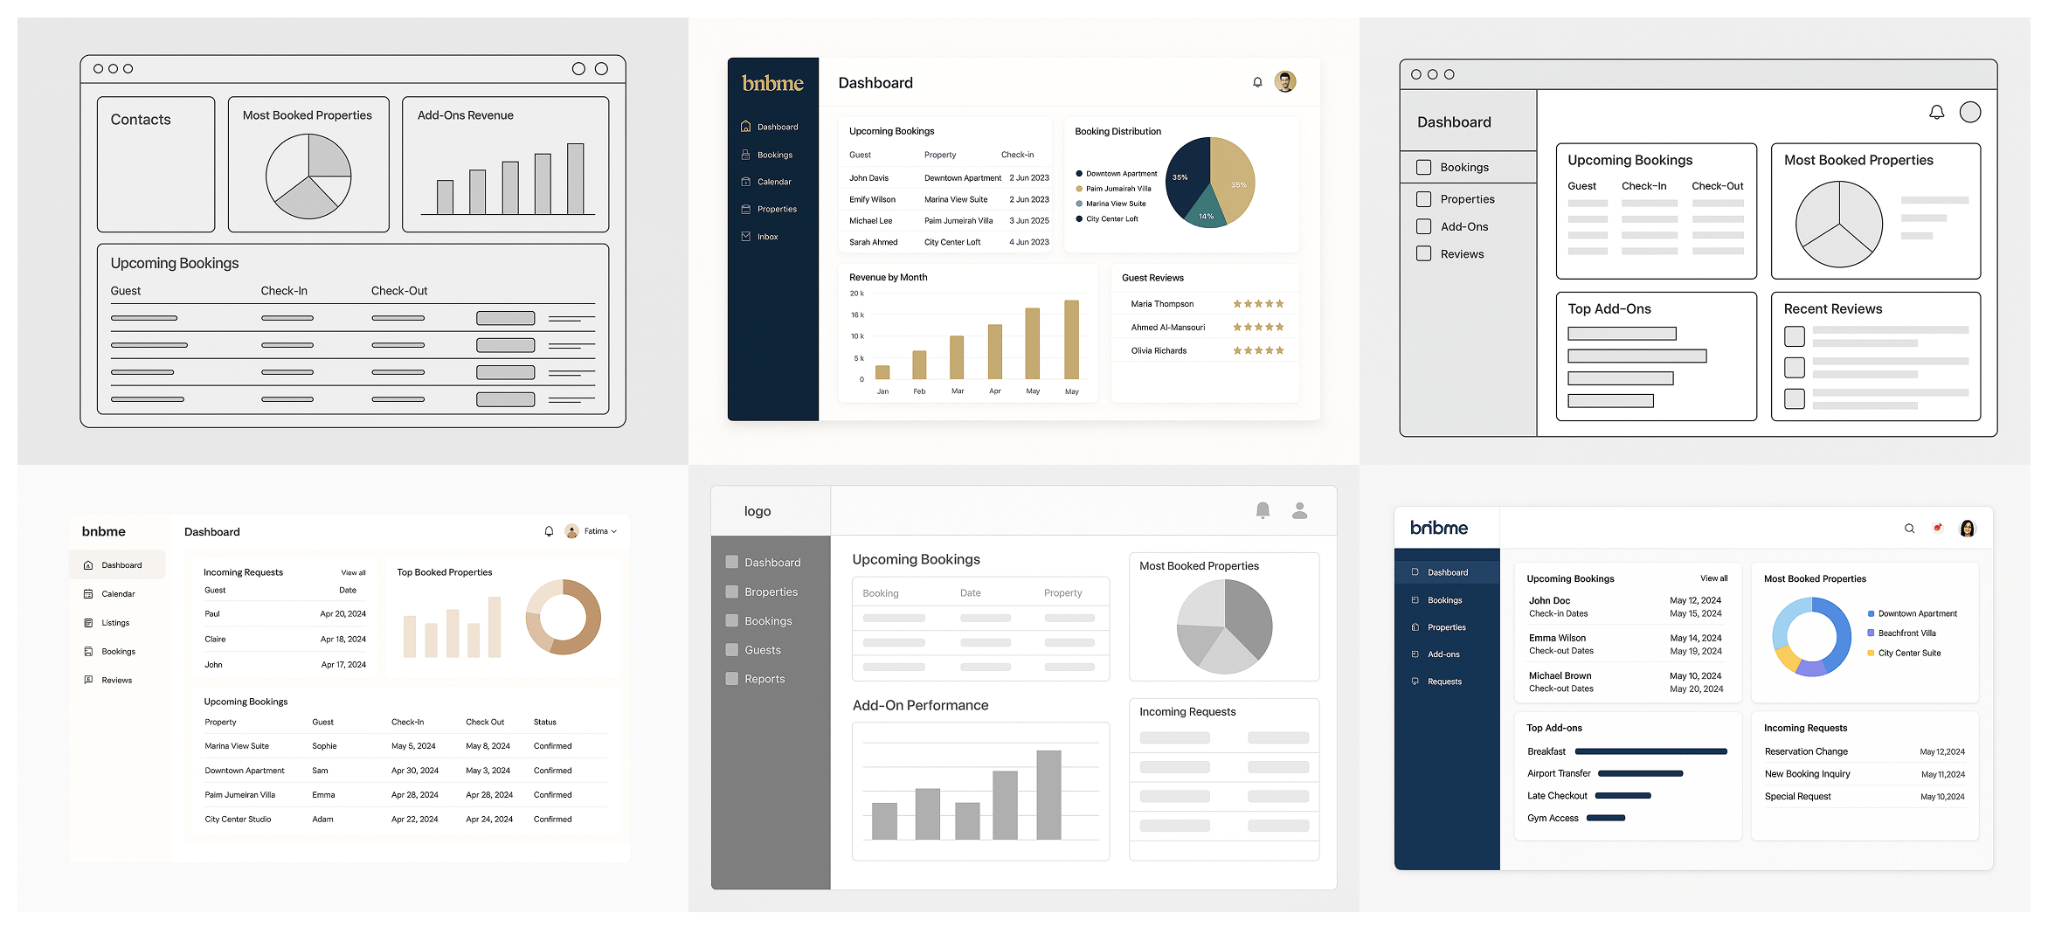 Contacts
Most Booked Properties
Add-Ons Revenue
Upcoming Bookings
Guest Check-In Check-Out
bnbme
Dashboard
Bookings
Calendar
Properties
Inbox
Dashboard
Upcoming Bookings
Guest Property Check-in
John Davis Downtown Apartment 2 Jun 2023
Emify Wilson Marina View Suite 2 Jun 2023
Michael Lee Paim Jumeirah Villa 3 Jun 2025
Sarah Ahmed City Center Loft 4 Jun 2023
Booking Distribution
Downtown Apartment
Paim Jumairah Villa
Marina View Suite
City Center Loft
35%
35%
14%
Revenue by Month
20 k
16 k
10 k
5 k
0
Jan Feb Mar Apr May May
Guest Reviews
Maria Thompson
Ahmed Al-Mansouri
Olivia Richards
Dashboard
Bookings
Properties
Add-Ons
Reviews
Upcoming Bookings
Guest Check-In Check-Out
Most Booked Properties
Top Add-Ons
Recent Reviews
bnbme
Dashboard
Calendar
Listings
Bookings
Reviews
Dashboard
Fatima
Incoming Requests View all
Guest Date
Paul Apr 20, 2024
Claire Apr 18, 2024
John Apr 17, 2024
Top Booked Properties
Upcoming Bookings
Property Guest Check-In Check Out Status
Marina View Suite Sophie May 5, 2024 May 8, 2024 Confirmed
Downtown Apartment Sam Apr 30, 2024 May 3, 2024 Confirmed
Paim Jumeiran Villa Emma Apr 28, 2024 Apr 28, 2024 Confirmed
City Center Studio Adam Apr 22, 2024 Apr 24, 2024 Confirmed
logo
Dashboard
Broperties
Bookings
Guests
Reports
Upcoming Bookings
Booking Date Property
Most Booked Properties
Add-On Performance
Incoming Requests
bribme
Dashboard
Bookings
Properties
Add-ons
Requests
Upcoming Bookings View all
John Doc May 12, 2024
Check-in Dates May 15, 2024
Emma Wilson May 14, 2024
Check-out Dates May 19, 2024
Michael Brown May 10, 2024
Check-out Dates May 20, 2024
Most Booked Properties
Downtown Apartment
Beachfront Villa
City Center Suite
Top Add-ons
Breakfast
Airport Transfer
Late Checkout
Gym Access
Incoming Requests
Reservation Change May 12,2024
New Booking Inquiry May 11,2024
Special Request May 10,2024